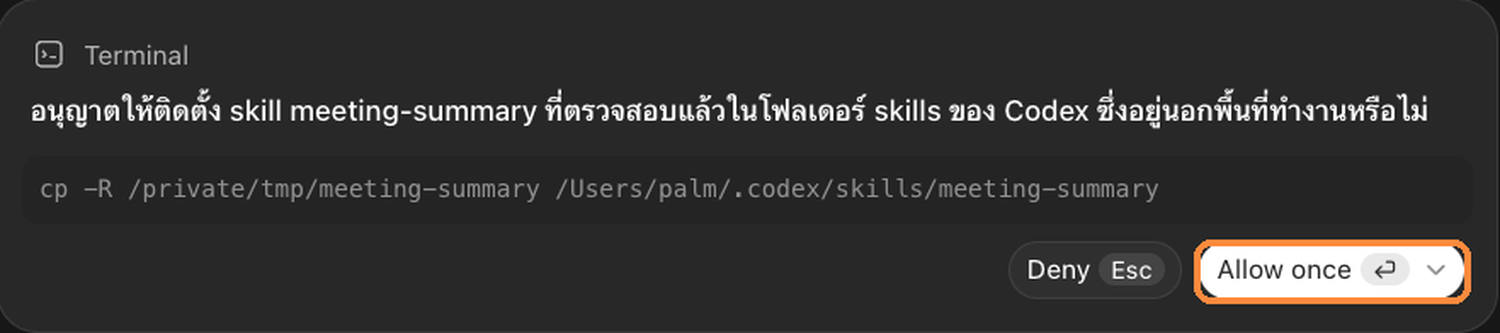 Terminal
อนุญาตให้ติดตั้ง skill meeting-summary ที่ตรวจสอบแล้วในโฟลเดอร์ skills ของ Codex ซึ่งอยู่นอกพื้นที่ทำงานหรือไม่
cp -R /private/tmp/meeting-summary /Users/palm/.codex/skills/meeting-summary
Deny Esc Allow once